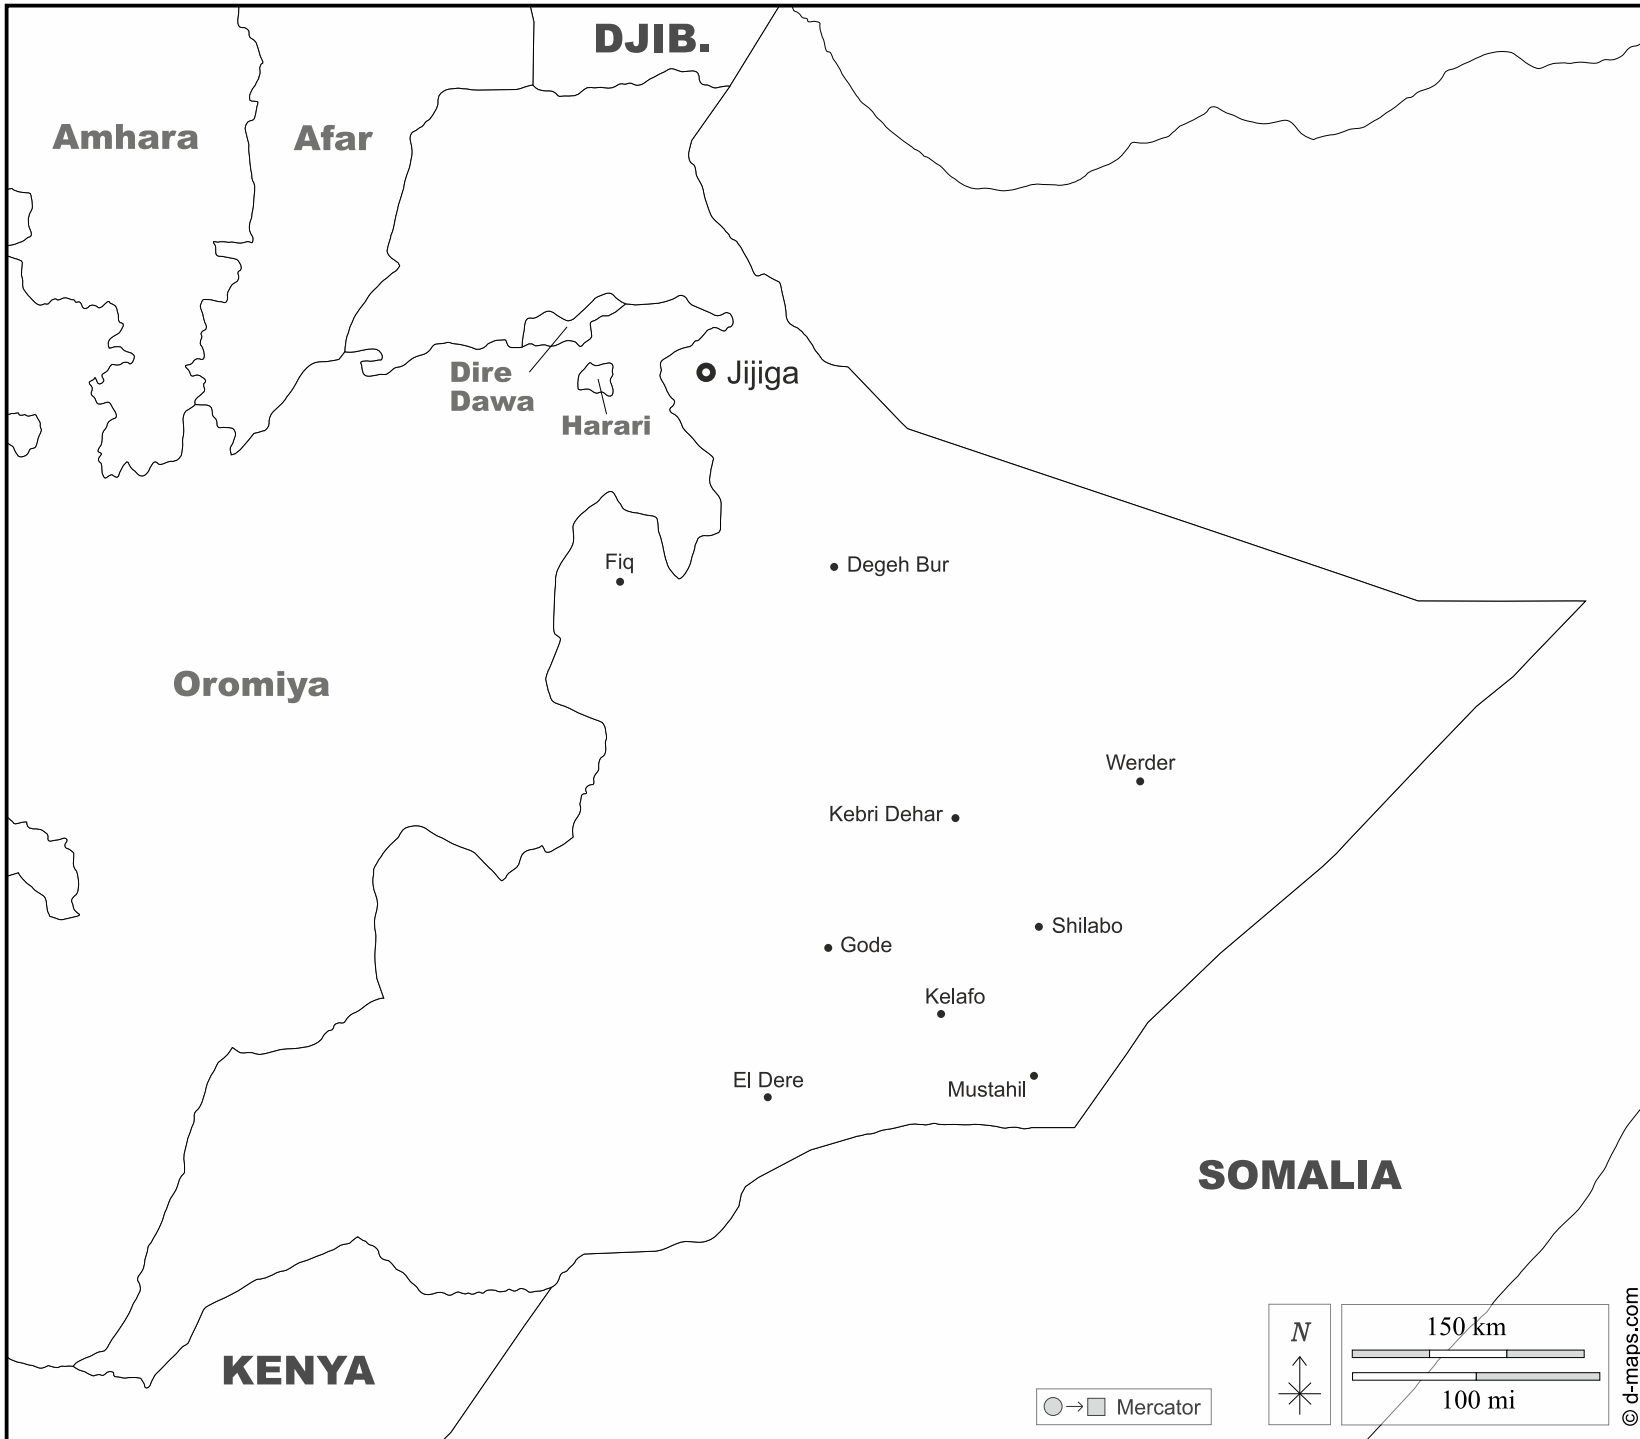 DJIB.
Amhara
Afar
Dire
Dawa
Jijiga
Harari
Fiq
Degeh Bur
Oromiya
Werder
Kebri Dehar
Shilabo
Gode
Kelafo
El Dere
Mustahil
SOMALIA
KENYA
N
150 km
100 mi
Mercator
© d-maps.com